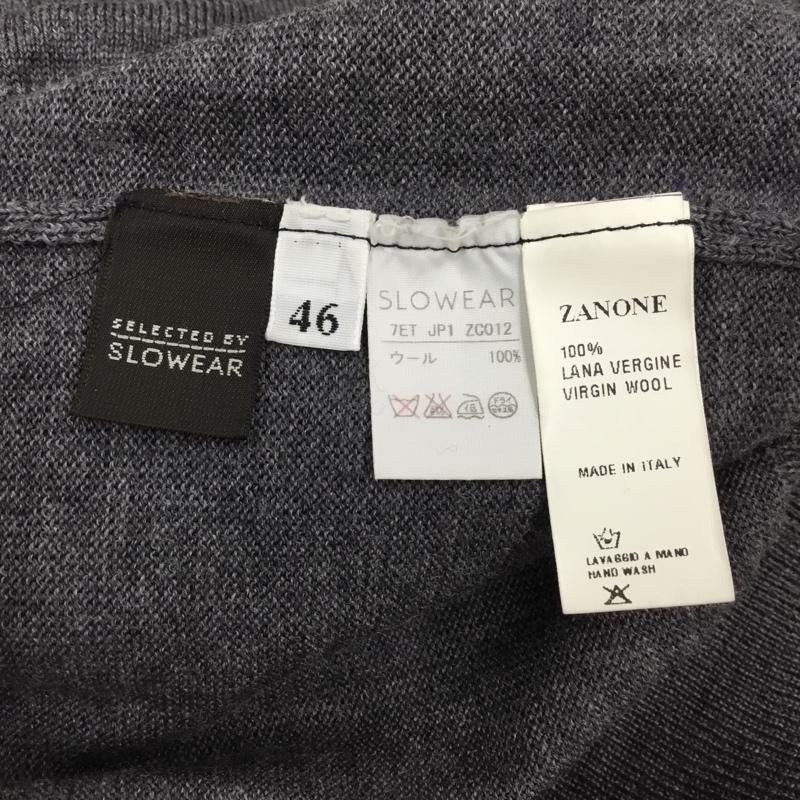 SELECTED BY
SLOWEAR
46
SLOWEAR
7ET JP1 ZC012
ウール 100%
ZANONE
100%
LANA VERGINE
VIRGIN WOOL
MADE IN ITALY
LAVAGGIO A MANO
HAND WASH